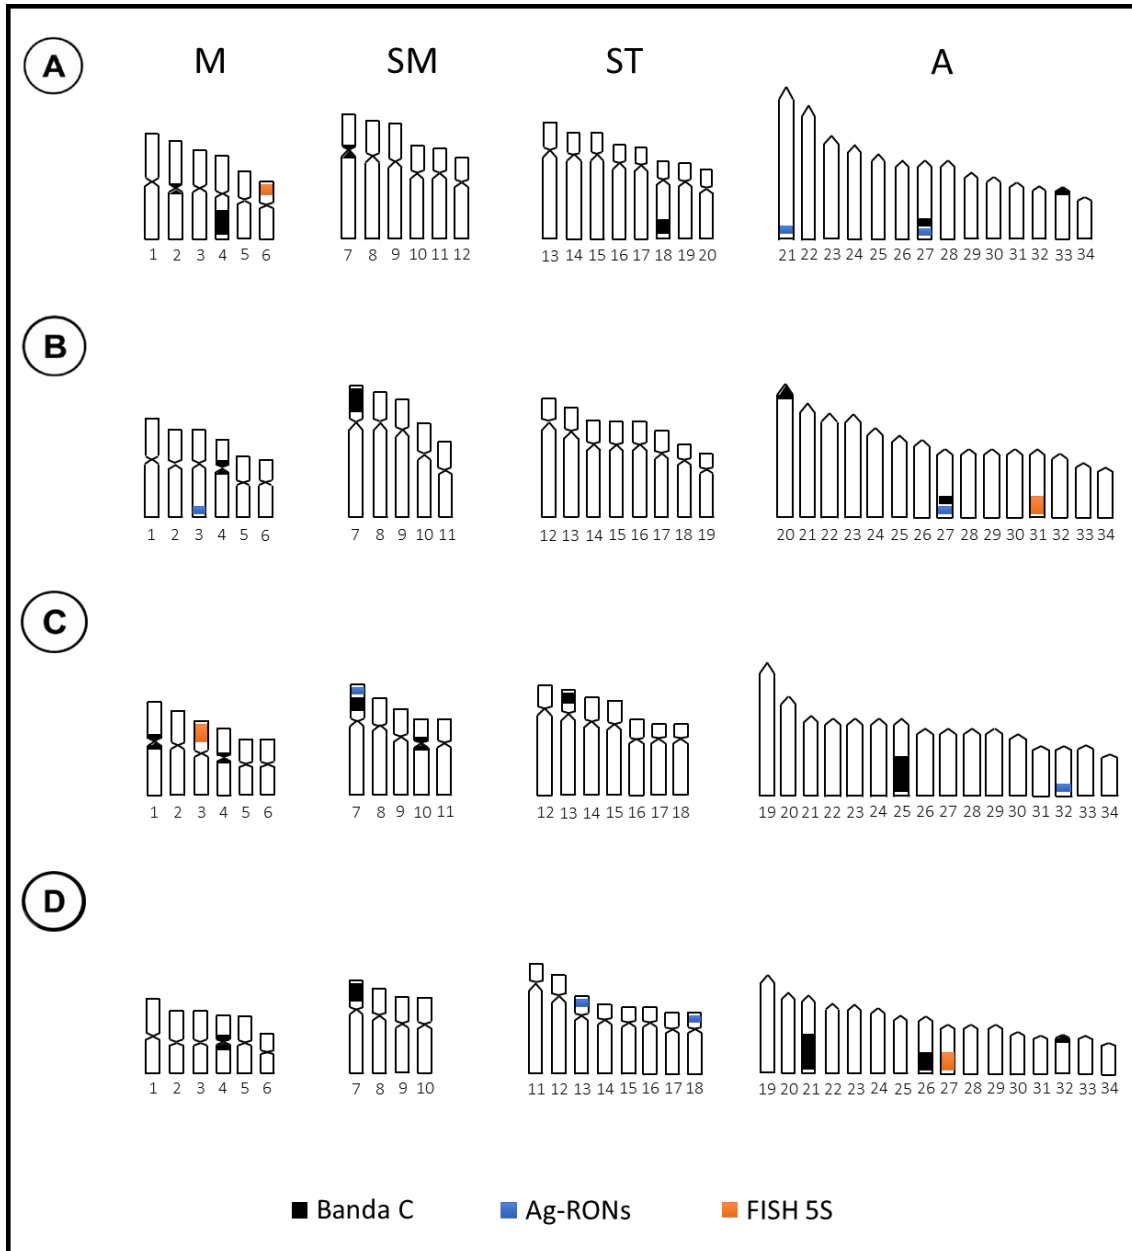 M SM ST A
A
1 2 3 4 5 6 7 8 9 10 11 12 13 14 15 16 17 18 19 20 21 22 23 24 25 26 27 28 29 30 31 32 33 34
B
1 2 3 4 5 6 7 8 9 10 11 12 13 14 15 16 17 18 19 20 21 22 23 24 25 26 27 28 29 30 31 32 33 34
C
1 2 3 4 5 6 7 8 9 10 11 12 13 14 15 16 17 18 19 20 21 22 23 24 25 26 27 28 29 30 31 32 33 34
D
1 2 3 4 5 6 7 8 9 10 11 12 13 14 15 16 17 18 19 20 21 22 23 24 25 26 27 28 29 30 31 32 33 34
Banda C Ag-RONs FISH 5S